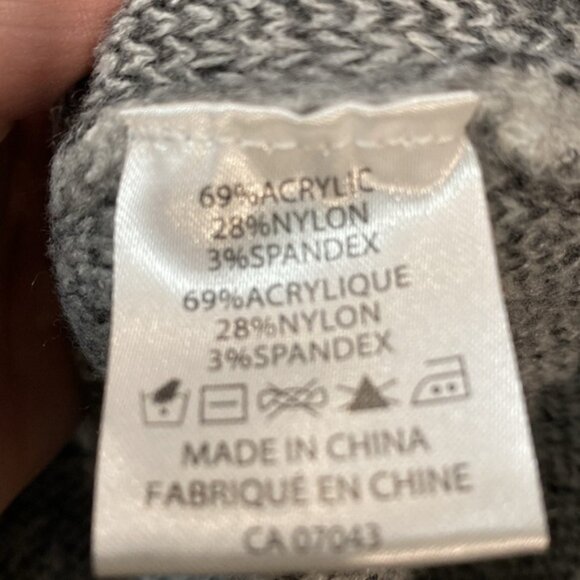 69%ACRYLIC
28%NYLON
3%SPANDEX
69%ACRYLIQUE
28%NYLON
3%SPANDEX
MADE IN CHINA
FABRIQUÉ EN CHINE
CA 07043